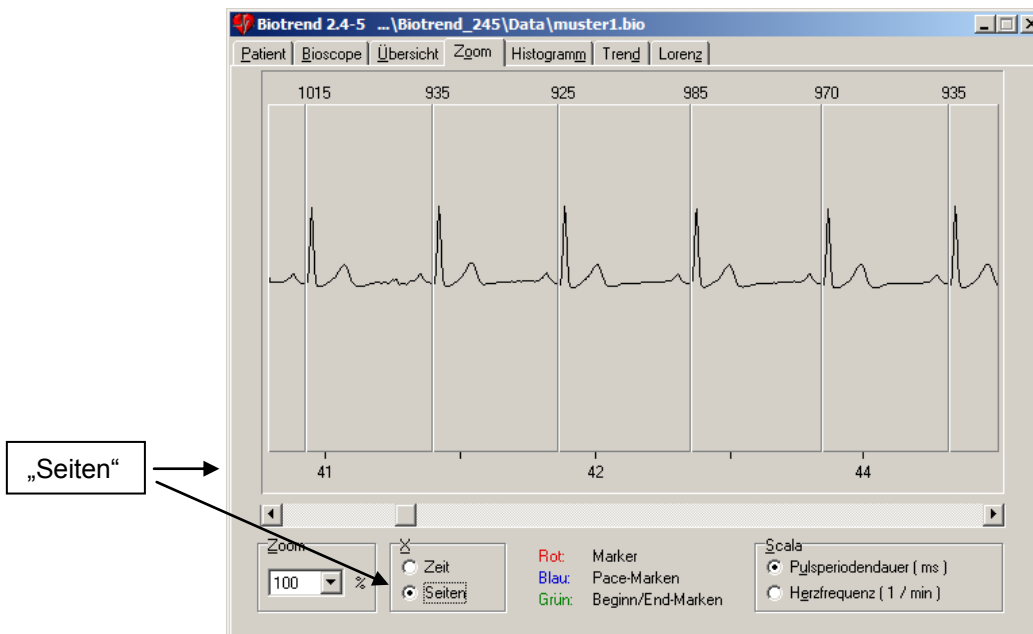 Biotrend 2.4-5 ...\Biotrend_245\Data\muster1.bio
Patient Bioscope Übersicht Zoom Histogramm Trend Lorenz
1015 935 925 985 970 935
41 42 44
„Seiten“
Zoom
100 %
X
Zeit
Seiten
Rot: Marker
Blau: Pace-Marken
Grün: Beginn/End-Marken
Scala
Pulsperiodendauer ( ms )
Herzfrequenz ( 1 / min )